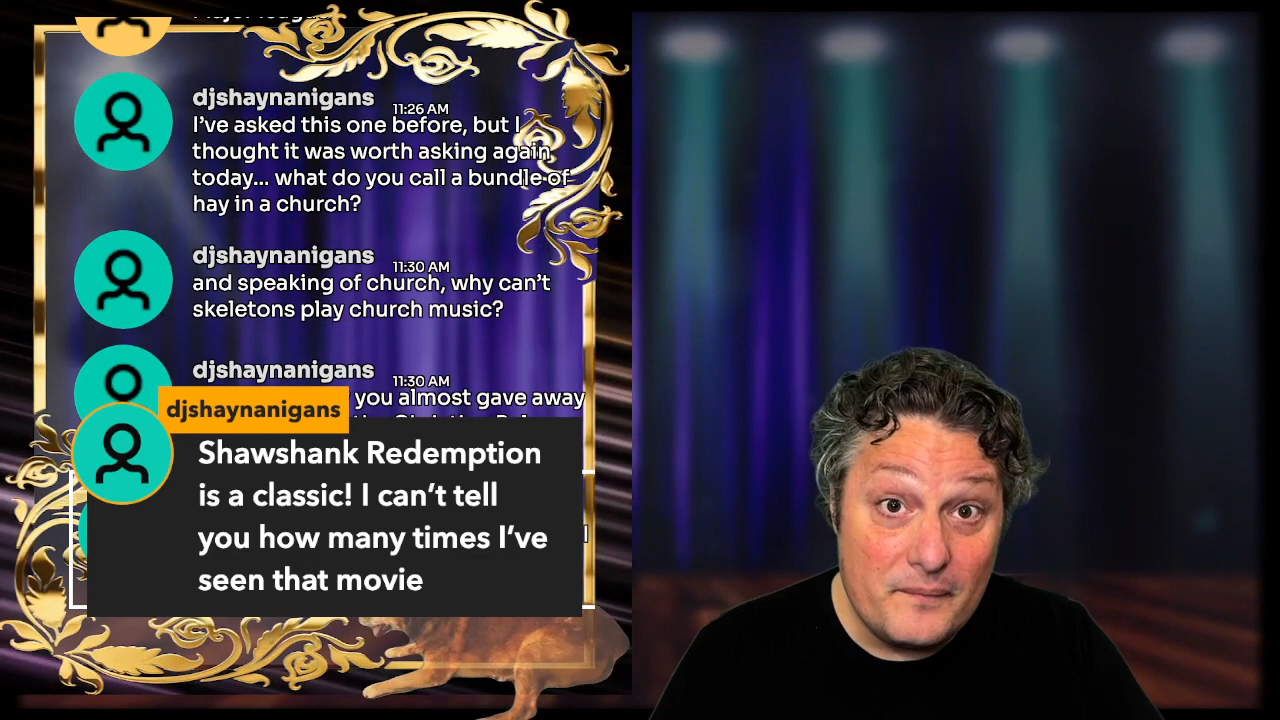 djshaynanigans 11:26 AM
I've asked this one before, but I
thought it was worth asking again
today... what do you call a bundle of
hay in a church?
djshaynanigans 11:30 AM
and speaking of church, why can't
skeletons play church music?
djshaynanigans 11:30 AM
you almost gave away
djshaynanigans
Shawshank Redemption
is a classic! I can't tell
you how many times I've
seen that movie